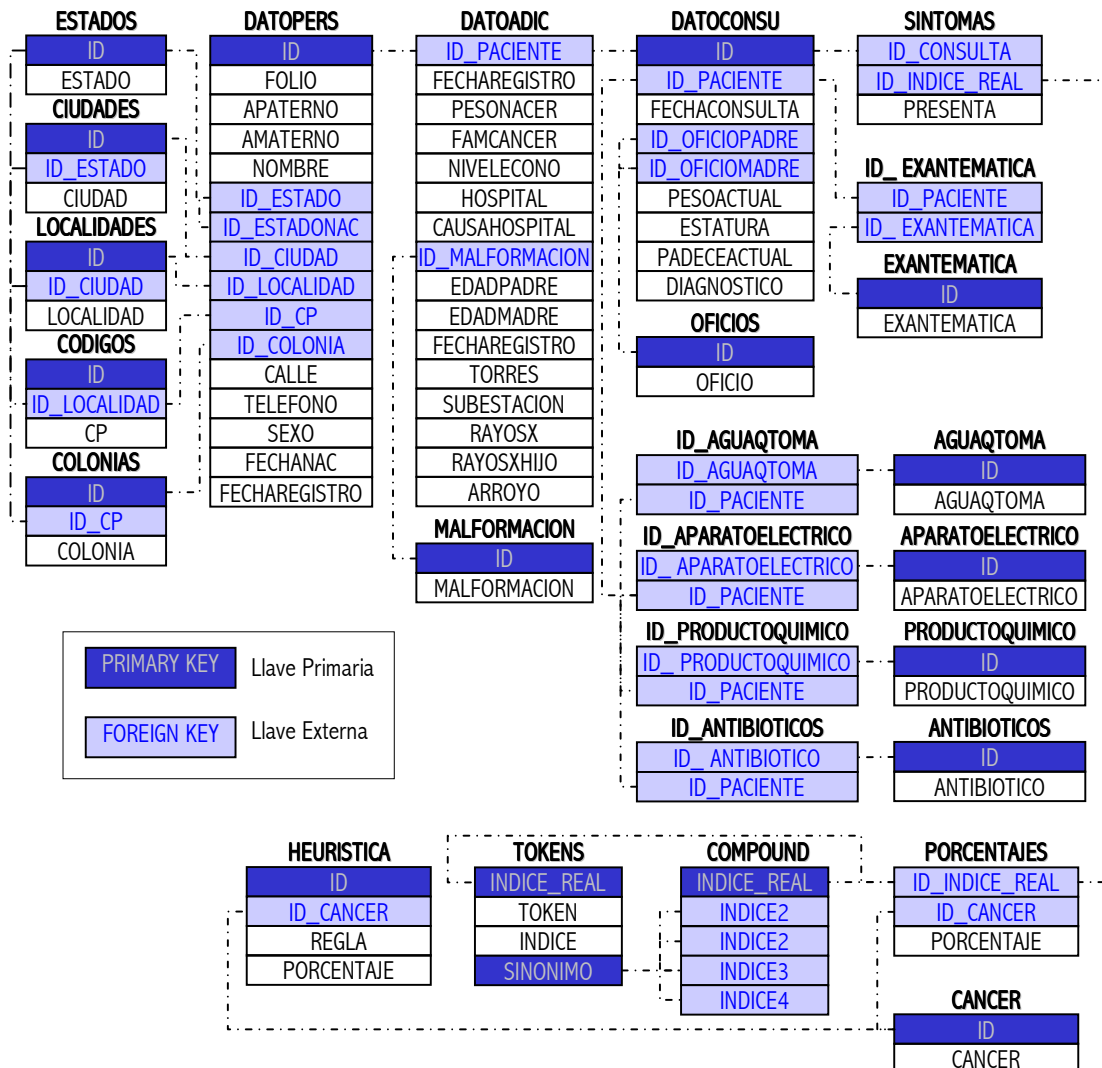 ESTADOS
ID
ESTADO
CIUDADES
ID
ID_ESTADO
CIUDAD
LOCALIDADES
ID
ID_CIUDAD
LOCALIDAD
CODIGOS
ID
ID_LOCALIDAD
CP
COLONIAS
ID
ID_CP
COLONIA
DATOPERS
ID
FOLIO
APATERNO
AMATERNO
NOMBRE
ID_ESTADO
ID_ESTADONAC
ID_CIUDAD
ID_LOCALIDAD
ID_CP
ID_COLONIA
CALLE
TELEFONO
SEXO
FECHANAC
FECHAREGISTRO
DATOADIC
ID_PACIENTE
FECHAREGISTRO
PESONACER
FAMCANCER
NIVELECONO
HOSPITAL
CAUSAHOSPITAL
ID_MALFORMACION
EDADPADRE
EDADMADRE
FECHAREGISTRO
TORRES
SUBESTACION
RAYOSX
RAYOSXHIJO
ARROYO
MALFORMACION
ID
MALFORMACION
DATOCONSU
ID
ID_PACIENTE
FECHACONSULTA
ID_OFICIOPADRE
ID_OFICIOMADRE
PESOACTUAL
ESTATURA
PADECEACTUAL
DIAGNOSTICO
OFICIOS
ID
OFICIO
SINTOMAS
ID_CONSULTA
ID_INDICE_REAL
PRESENTA
ID_ EXANTEMATICA
ID_PACIENTE
ID_ EXANTEMATICA
EXANTEMATICA
ID
EXANTEMATICA
ID_AGUAQTOMA
ID_AGUAQTOMA
ID_PACIENTE
AGUAQTOMA
ID
AGUAQTOMA
ID_APARATOELECTRICO
ID_ APARATOELECTRICO
ID_PACIENTE
APARATOELECTRICO
ID
APARATOELECTRICO
ID_PRODUCTOQUIMICO
ID_ PRODUCTOQUIMICO
ID_PACIENTE
PRODUCTOQUIMICO
ID
PRODUCTOQUIMICO
ID_ANTIBIOTICOS
ID_ ANTIBIOTICO
ID_PACIENTE
ANTIBIOTICOS
ID
ANTIBIOTICO
PRIMARY KEY Llave Primaria
FOREIGN KEY Llave Externa
HEURISTICA
ID
ID_CANCER
REGLA
PORCENTAJE
TOKENS
INDICE_REAL
TOKEN
INDICE
SINONIMO
COMPOUND
INDICE_REAL
INDICE2
INDICE2
INDICE3
INDICE4
PORCENTAJES
ID_INDICE_REAL
ID_CANCER
PORCENTAJE
CANCER
ID
CANCER